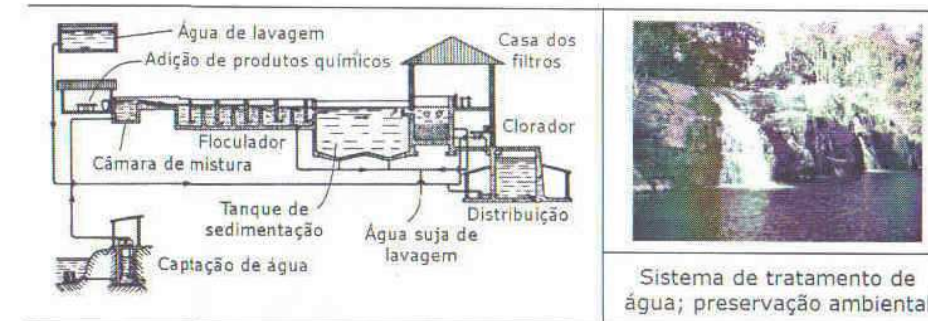 Água de lavagem
Adição de produtos químicos
Casa dos
filtros
Floculador
Clorador
Câmara de mistura
Tanque de
sedimentação
Água suja de
lavagem
Distribuição
Captação de água
Sistema de tratamento de
água; preservação ambiental